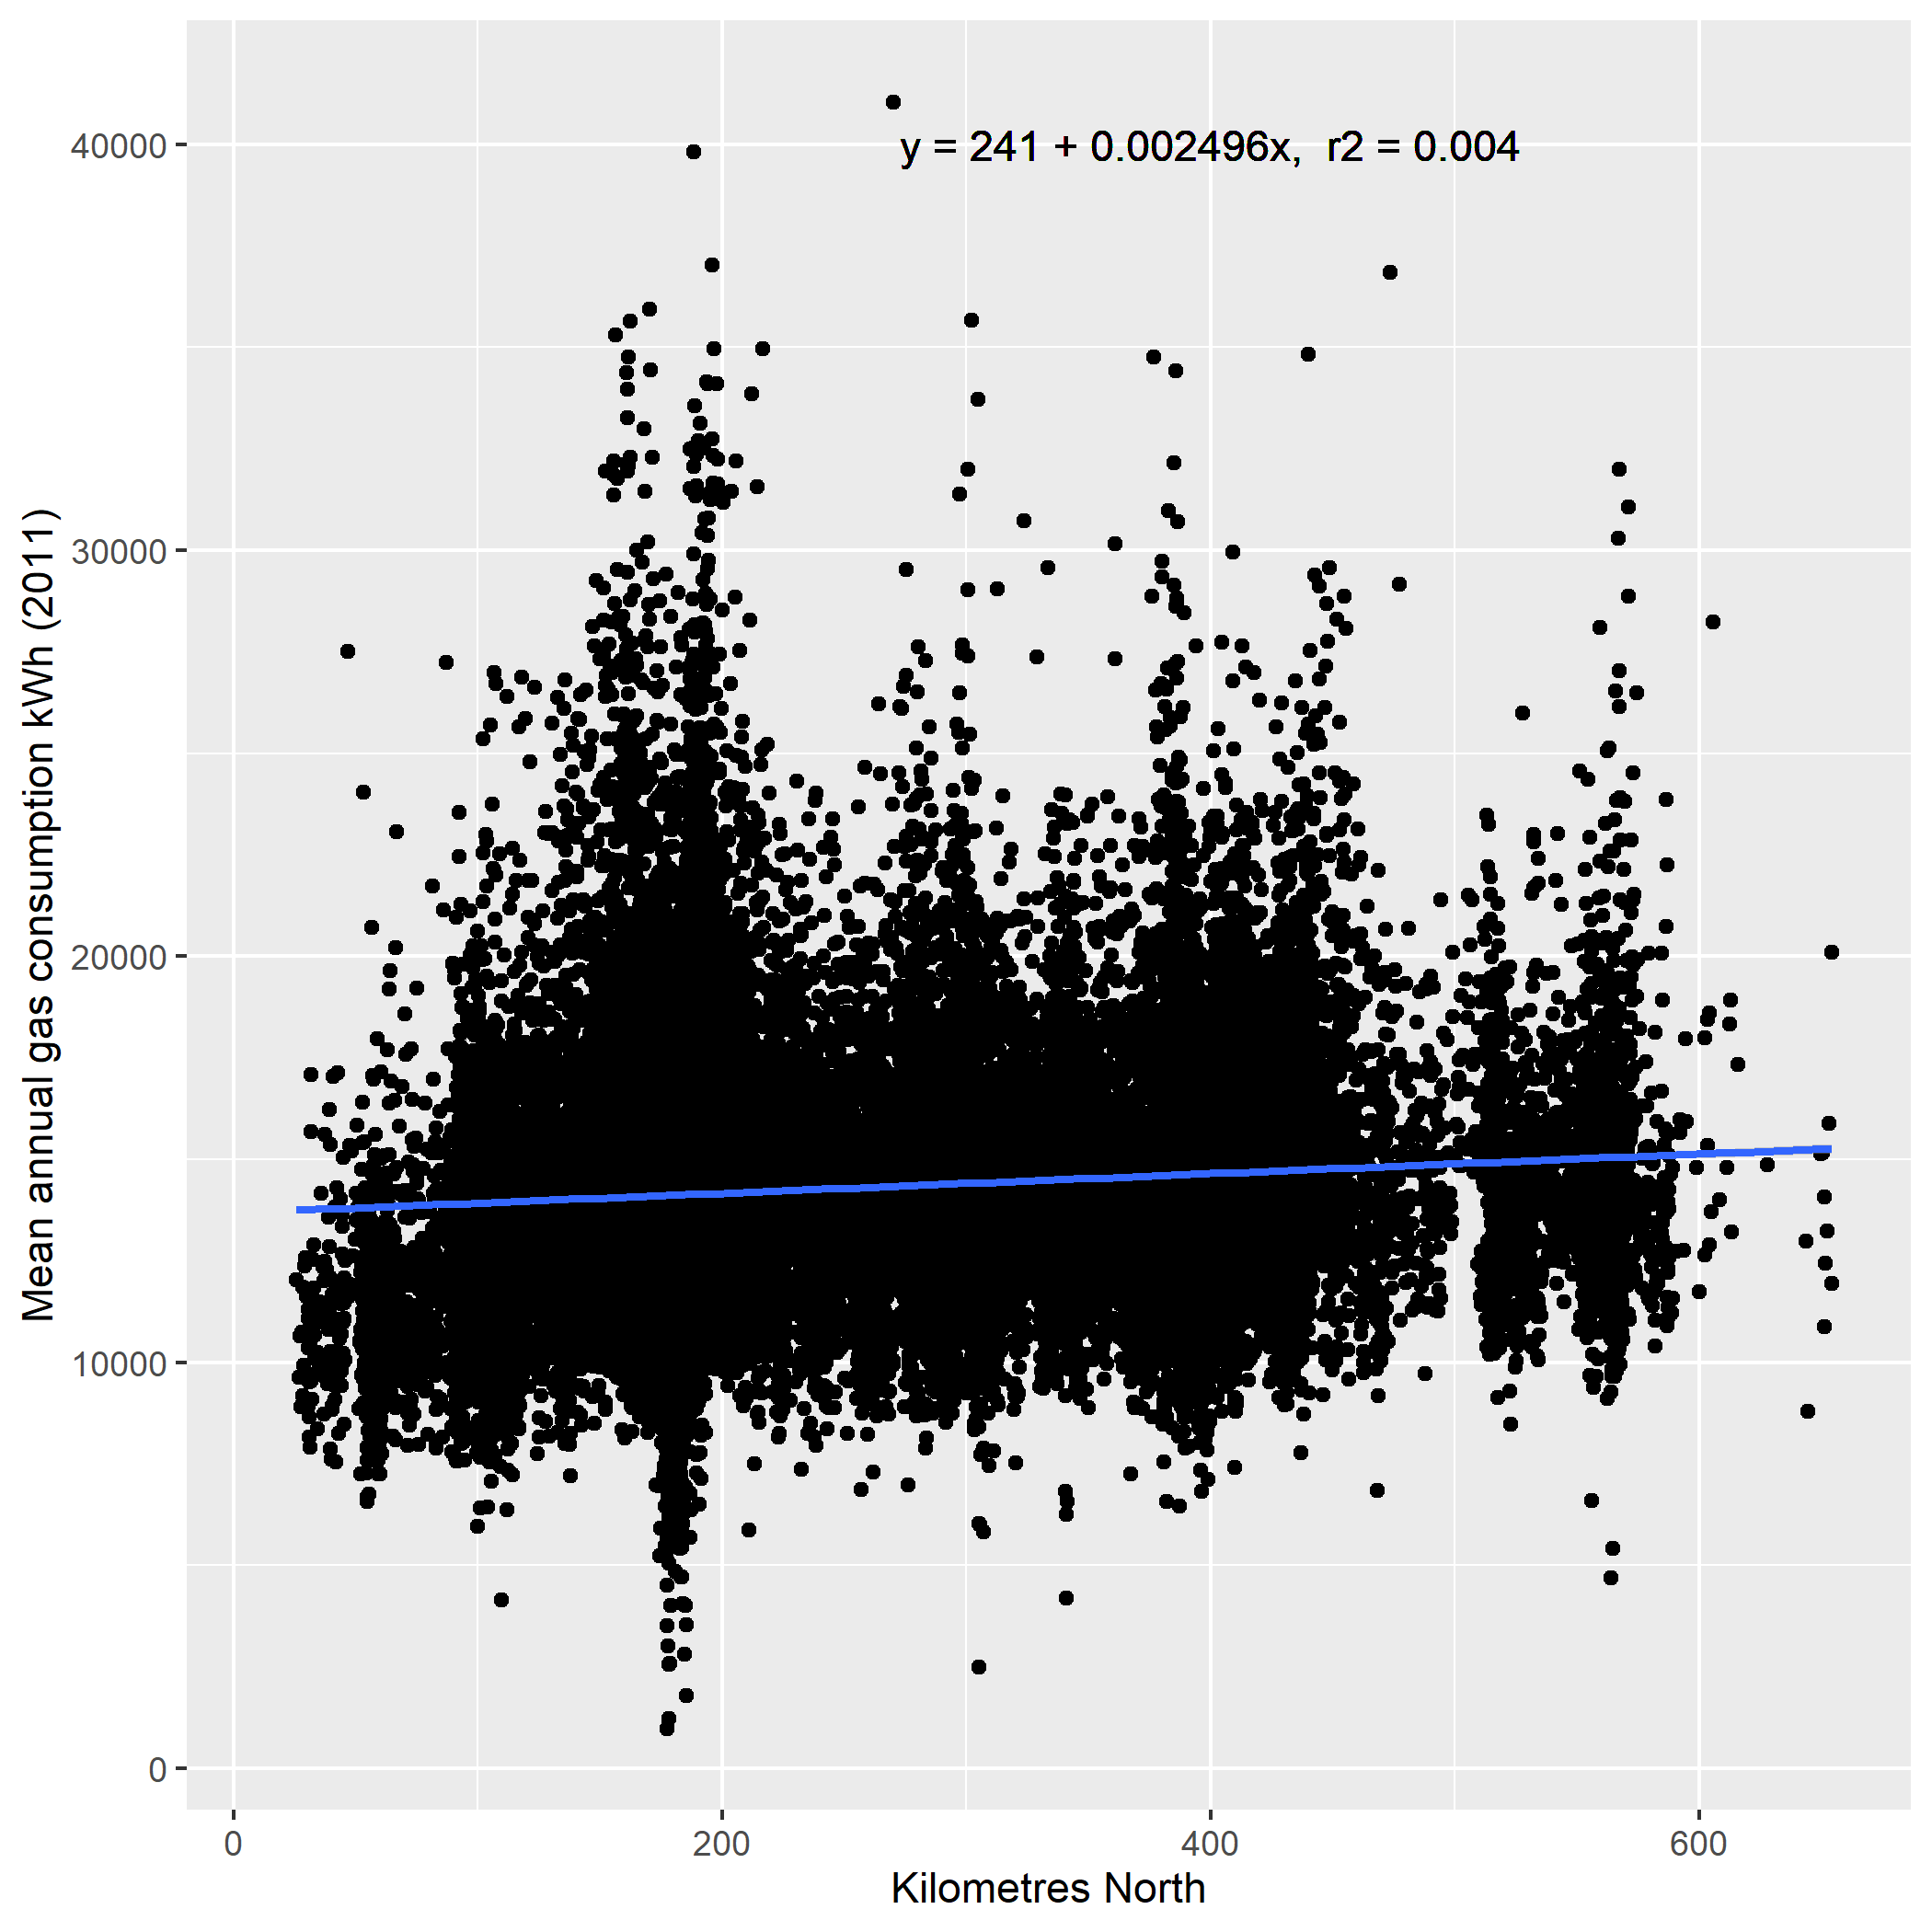 y = 241 + 0.002496x,  r2 = 0.004
Mean annual gas consumption kWh (2011)
40000
30000
20000
10000
0
0 200 400 600
Kilometres North